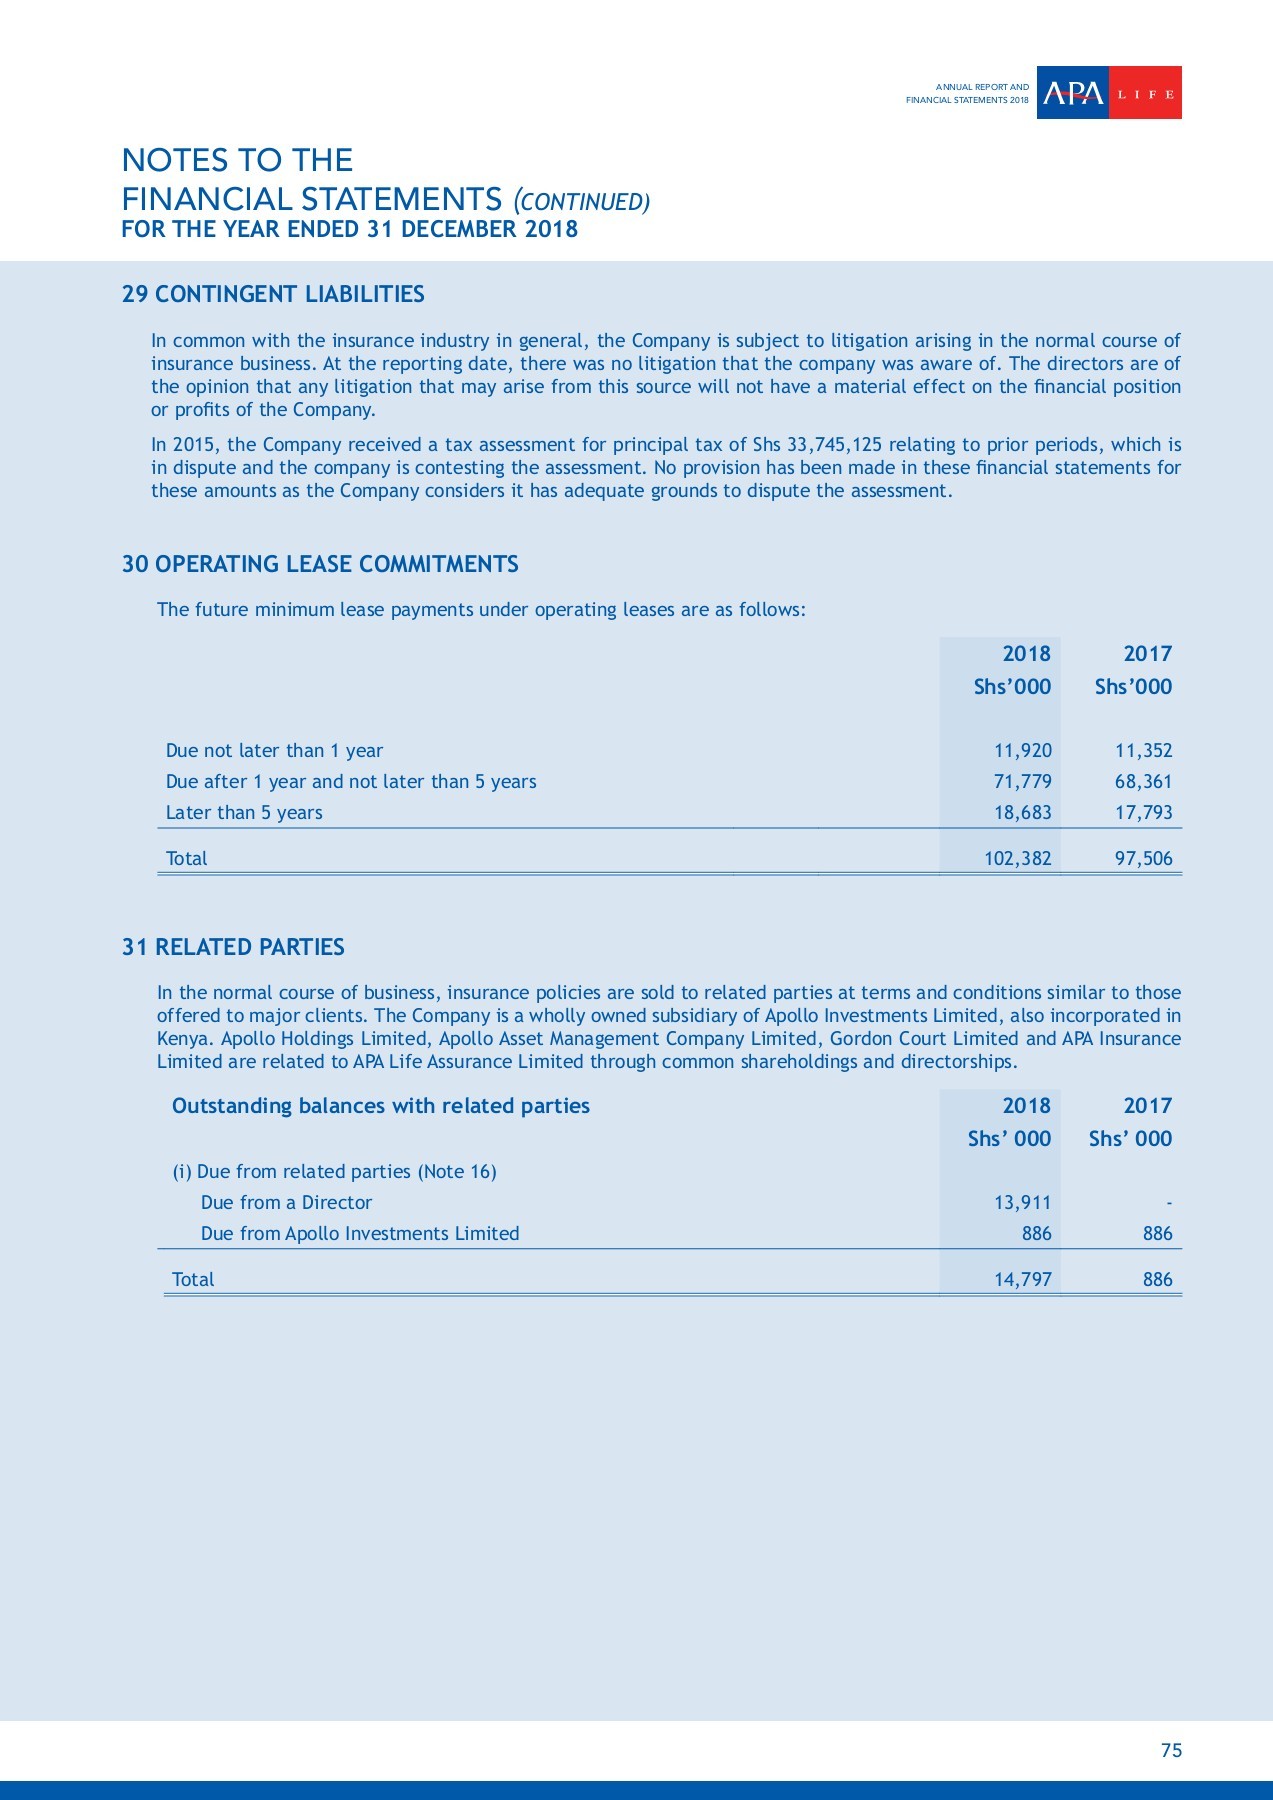 ANNUAL REPORT AND
FINANCIAL STATEMENTS 2018
APA LIFE
NOTES TO THE
FINANCIAL STATEMENTS (CONTINUED)
FOR THE YEAR ENDED 31 DECEMBER 2018
29 CONTINGENT LIABILITIES
In common with the insurance industry in general, the Company is subject to litigation arising in the normal course of
insurance business. At the reporting date, there was no litigation that the company was aware of. The directors are of
the opinion that any litigation that may arise from this source will not have a material effect on the financial position
or profits of the Company.
In 2015, the Company received a tax assessment for principal tax of Shs 33,745,125 relating to prior periods, which is
in dispute and the company is contesting the assessment. No provision has been made in these financial statements for
these amounts as the Company considers it has adequate grounds to dispute the assessment.
30 OPERATING LEASE COMMITMENTS
The future minimum lease payments under operating leases are as follows:
2018 2017
Shs’000 Shs’000
Due not later than 1 year 11,920 11,352
Due after 1 year and not later than 5 years 71,779 68,361
Later than 5 years 18,683 17,793
Total 102,382 97,506
31 RELATED PARTIES
In the normal course of business, insurance policies are sold to related parties at terms and conditions similar to those
offered to major clients. The Company is a wholly owned subsidiary of Apollo Investments Limited, also incorporated in
Kenya. Apollo Holdings Limited, Apollo Asset Management Company Limited, Gordon Court Limited and APA Insurance
Limited are related to APA Life Assurance Limited through common shareholdings and directorships.
Outstanding balances with related parties 2018 2017
Shs’ 000 Shs’ 000
(i) Due from related parties (Note 16)
Due from a Director 13,911 -
Due from Apollo Investments Limited 886 886
Total 14,797 886
75